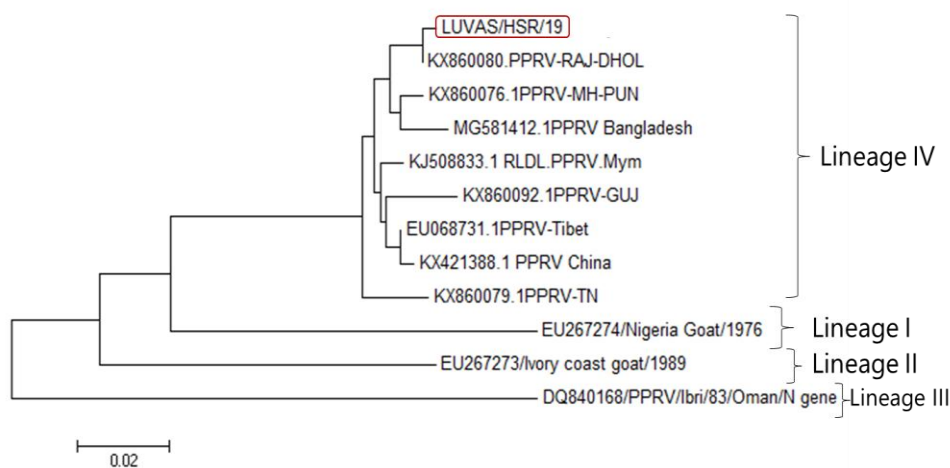 LUVAS/HSR/19
KX860080.PPRV-RAJ-DHOL
KX860076.1PPRV-MH-PUN
MG581412.1PPRV Bangladesh
KJ508833.1 RLDL.PPRV.Mym
KX860092.1PPRV-GUJ
EU068731.1PPRV-Tibet
KX421388.1 PPRV China
KX860079.1PPRV-TN
Lineage IV
EU267274/Nigeria Goat/1976
Lineage I
EU267273/Ivory coast goat/1989
Lineage II
DQ840168/PPRV/Ibri/83/Oman/N gene
Lineage III
0.02